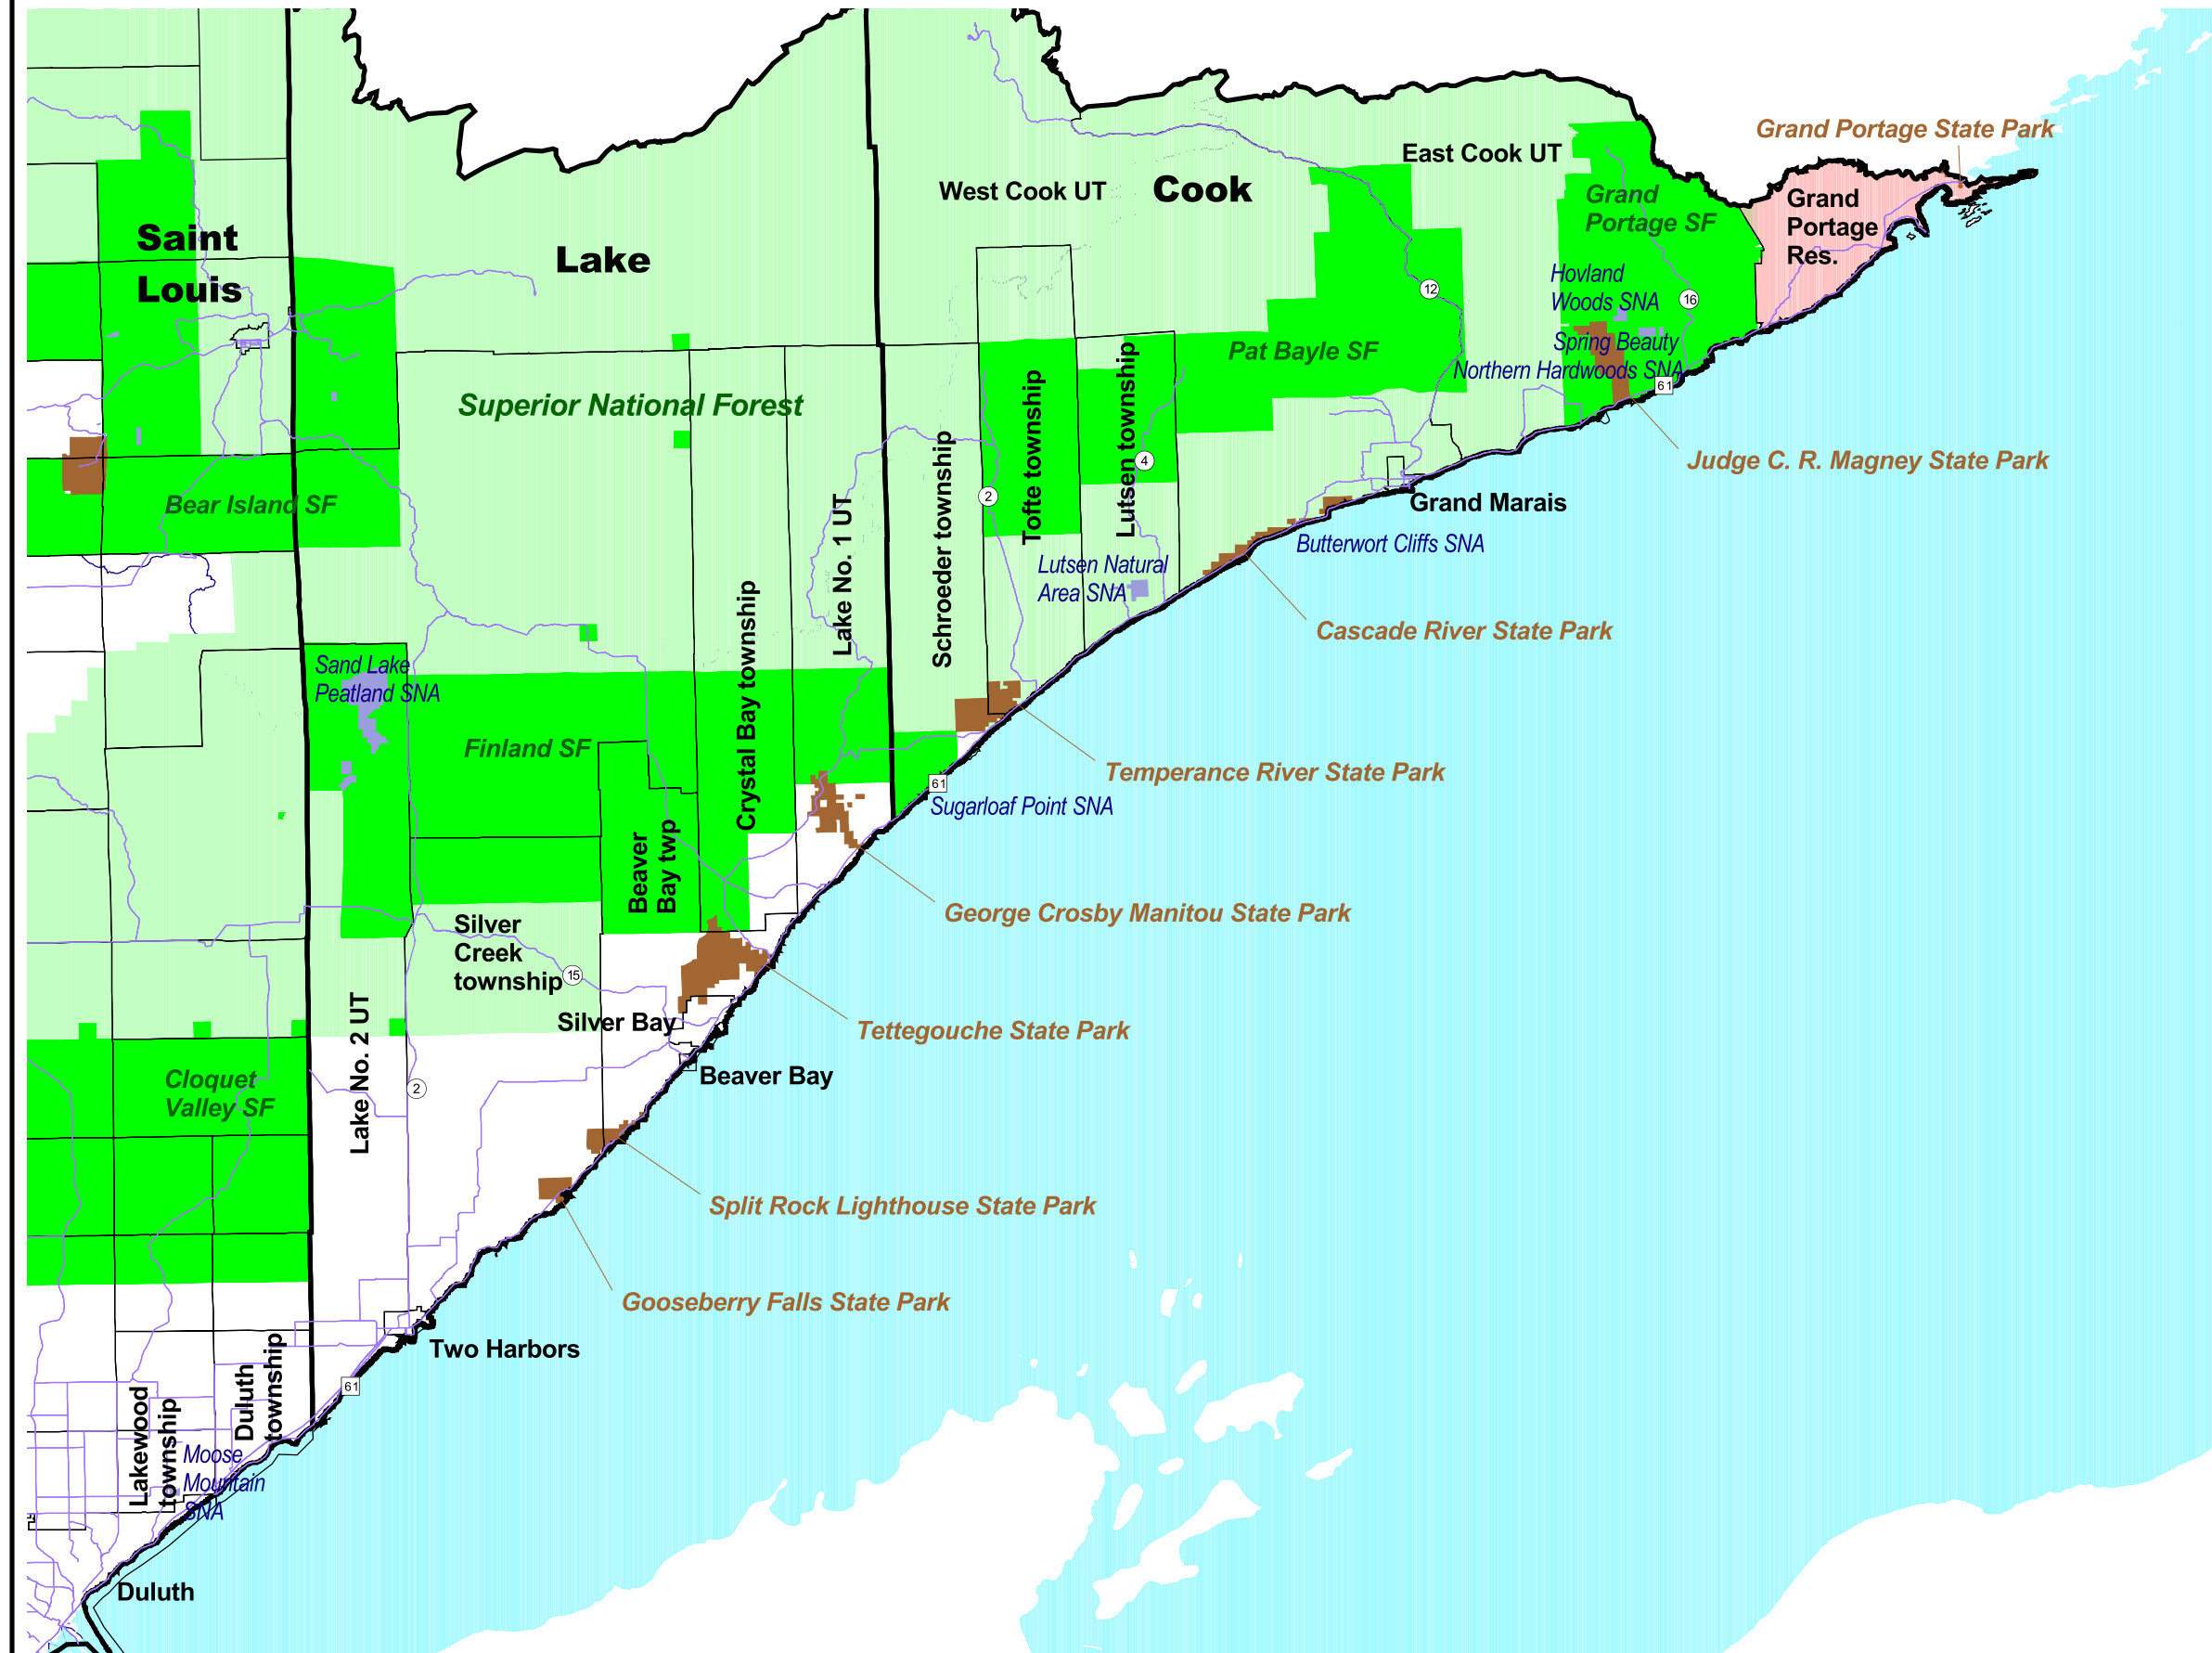 Grand Portage State Park
East Cook UT
West Cook UT
Cook
Grand
Portage SF
Grand
Portage
Res.
Saint
Louis
Lake
Hovland
Woods SNA
12
16
Spring Beauty
Northern Hardwoods SNA
61
Pat Bayle SF
Superior National Forest
Tofte township
Lutsen township
4
2
Judge C. R. Magney State Park
Bear Island SF
Grand Marais
Butterwort Cliffs SNA
Lake No. 1 UT
Schroeder township
Lutsen Natural
Area SNA
Cascade River State Park
Sand Lake
Peatland SNA
Crystal Bay township
Finland SF
Temperance River State Park
61
Sugarloaf Point SNA
Beaver
Bay twp
George Crosby Manitou State Park
Silver
Creek
township
15
Silver Bay
Tettegouche State Park
Lake No. 2 UT
2
Beaver Bay
Cloquet
Valley SF
Split Rock Lighthouse State Park
Gooseberry Falls State Park
Two Harbors
61
Duluth
township
Lakewood
township
Moose
Mountain
SNA
Duluth